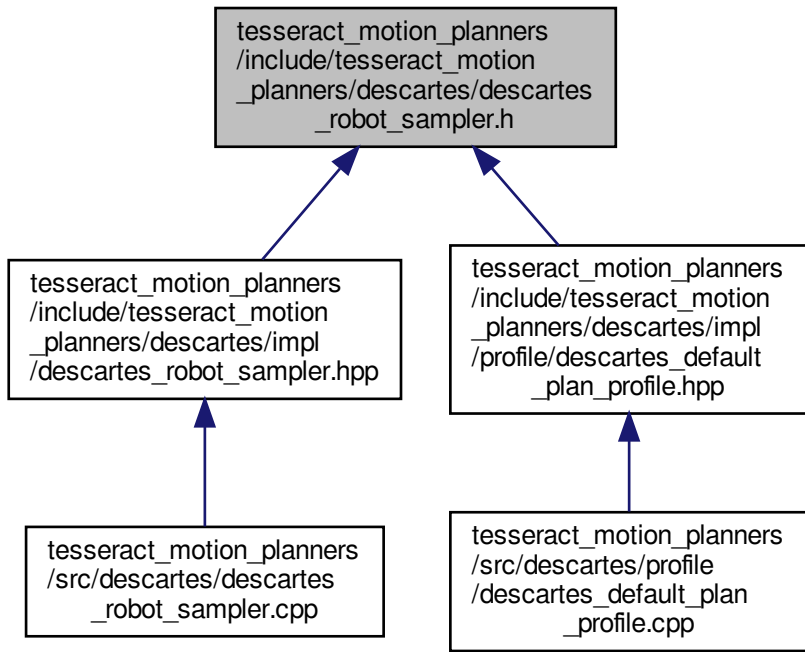 tesseract_motion_planners
/include/tesseract_motion
_planners/descartes/descartes
_robot_sampler.h
tesseract_motion_planners
/include/tesseract_motion
_planners/descartes/impl
/descartes_robot_sampler.hpp
tesseract_motion_planners
/include/tesseract_motion
_planners/descartes/impl
/profile/descartes_default
_plan_profile.hpp
tesseract_motion_planners
/src/descartes/descartes
_robot_sampler.cpp
tesseract_motion_planners
/src/descartes/profile
/descartes_default_plan
_profile.cpp